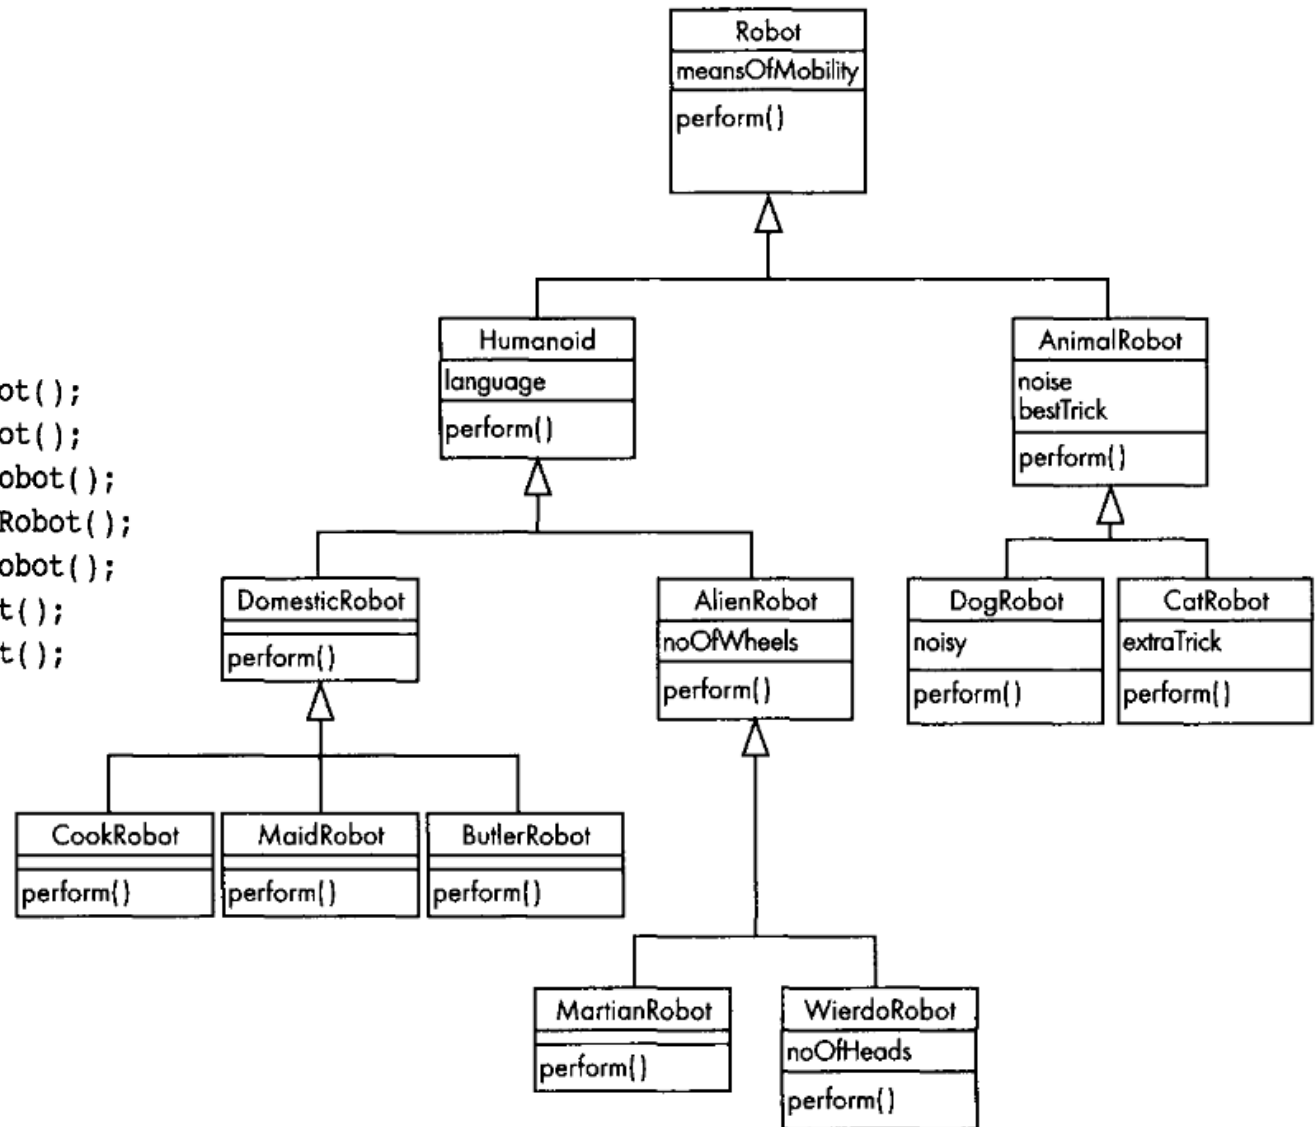 Robot
meansOfMobility
perform()
Humanoid
language
perform()
AnimalRobot
noise
bestTrick
perform()
ot();
ot();
obot();
Robot();
obot();
t();
t();
DomesticRobot
perform()
AlienRobot
noOfWheels
perform()
DogRobot
noisy
perform()
CatRobot
extraTrick
perform()
CookRobot
perform()
MaidRobot
perform()
ButlerRobot
perform()
MartianRobot
perform()
WierdoRobot
noOfHeads
perform()